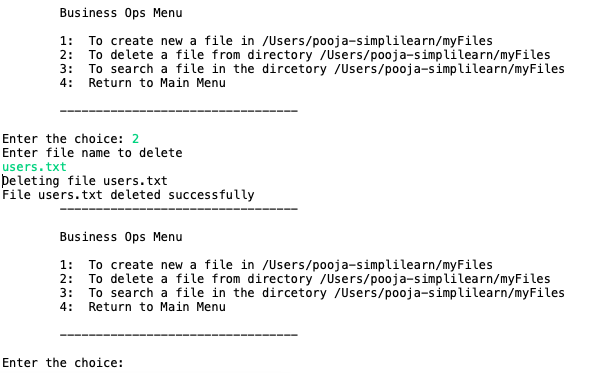 Business Ops Menu
1:  To create new a file in /Users/pooja-simplilearn/myFiles
2:  To delete a file from directory /Users/pooja-simplilearn/myFiles
3:  To search a file in the dircetory /Users/pooja-simplilearn/myFiles
4:  Return to Main Menu
---------------------------------
Enter the choice: 2
Enter file name to delete
users.txt
Deleting file users.txt
File users.txt deleted successfully
---------------------------------
Business Ops Menu
1:  To create new a file in /Users/pooja-simplilearn/myFiles
2:  To delete a file from directory /Users/pooja-simplilearn/myFiles
3:  To search a file in the dircetory /Users/pooja-simplilearn/myFiles
4:  Return to Main Menu
---------------------------------
Enter the choice: